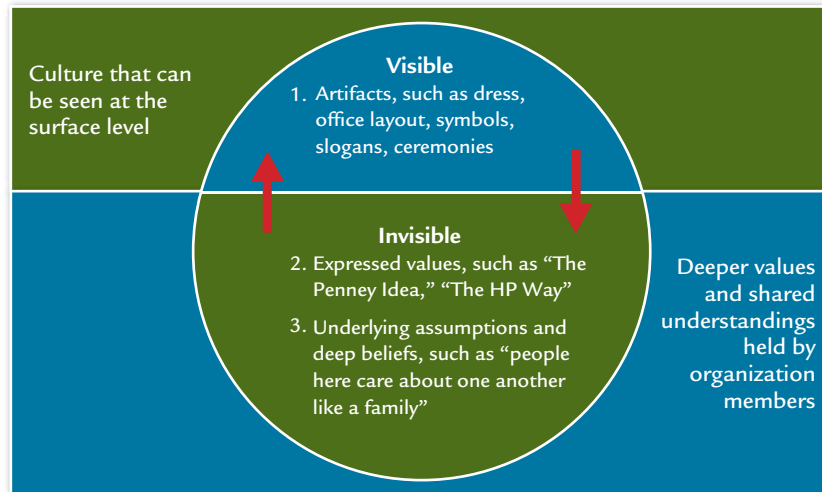 Culture that can
be seen at the
surface level
Visible
1. Artifacts, such as dress,
office layout, symbols,
slogans, ceremonies
Invisible
2. Expressed values, such as “The
Penney Idea,” “The HP Way”
3. Underlying assumptions and
deep beliefs, such as “people
here care about one another
like a family”
Deeper values
and shared
understandings
held by
organization
members